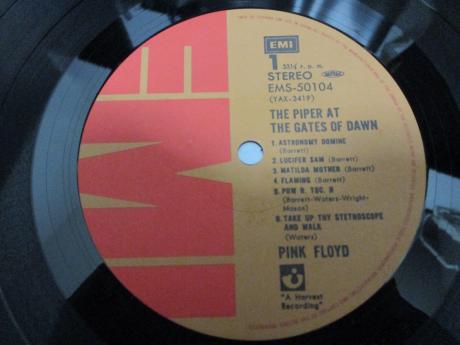 EMI
1
33⅓ r. p. m.
STEREO
EMS-50104
(YAX-3419)
THE PIPER AT
THE GATES OF DAWN
1. ASTRONOMY DOMINE
(Barrett)
2. LUCIFER SAM (Barrett)
3. MATILDA MOTHER (Barrett)
4. FLAMING (Barrett)
5. POW R. TOC. H
(Barrett-Waters-Wright-
Mason)
6. TAKE UP THY STETHOSCOPE
AND WALK
(Waters)
PINK FLOYD
"A Harvest
Recording"
EMI